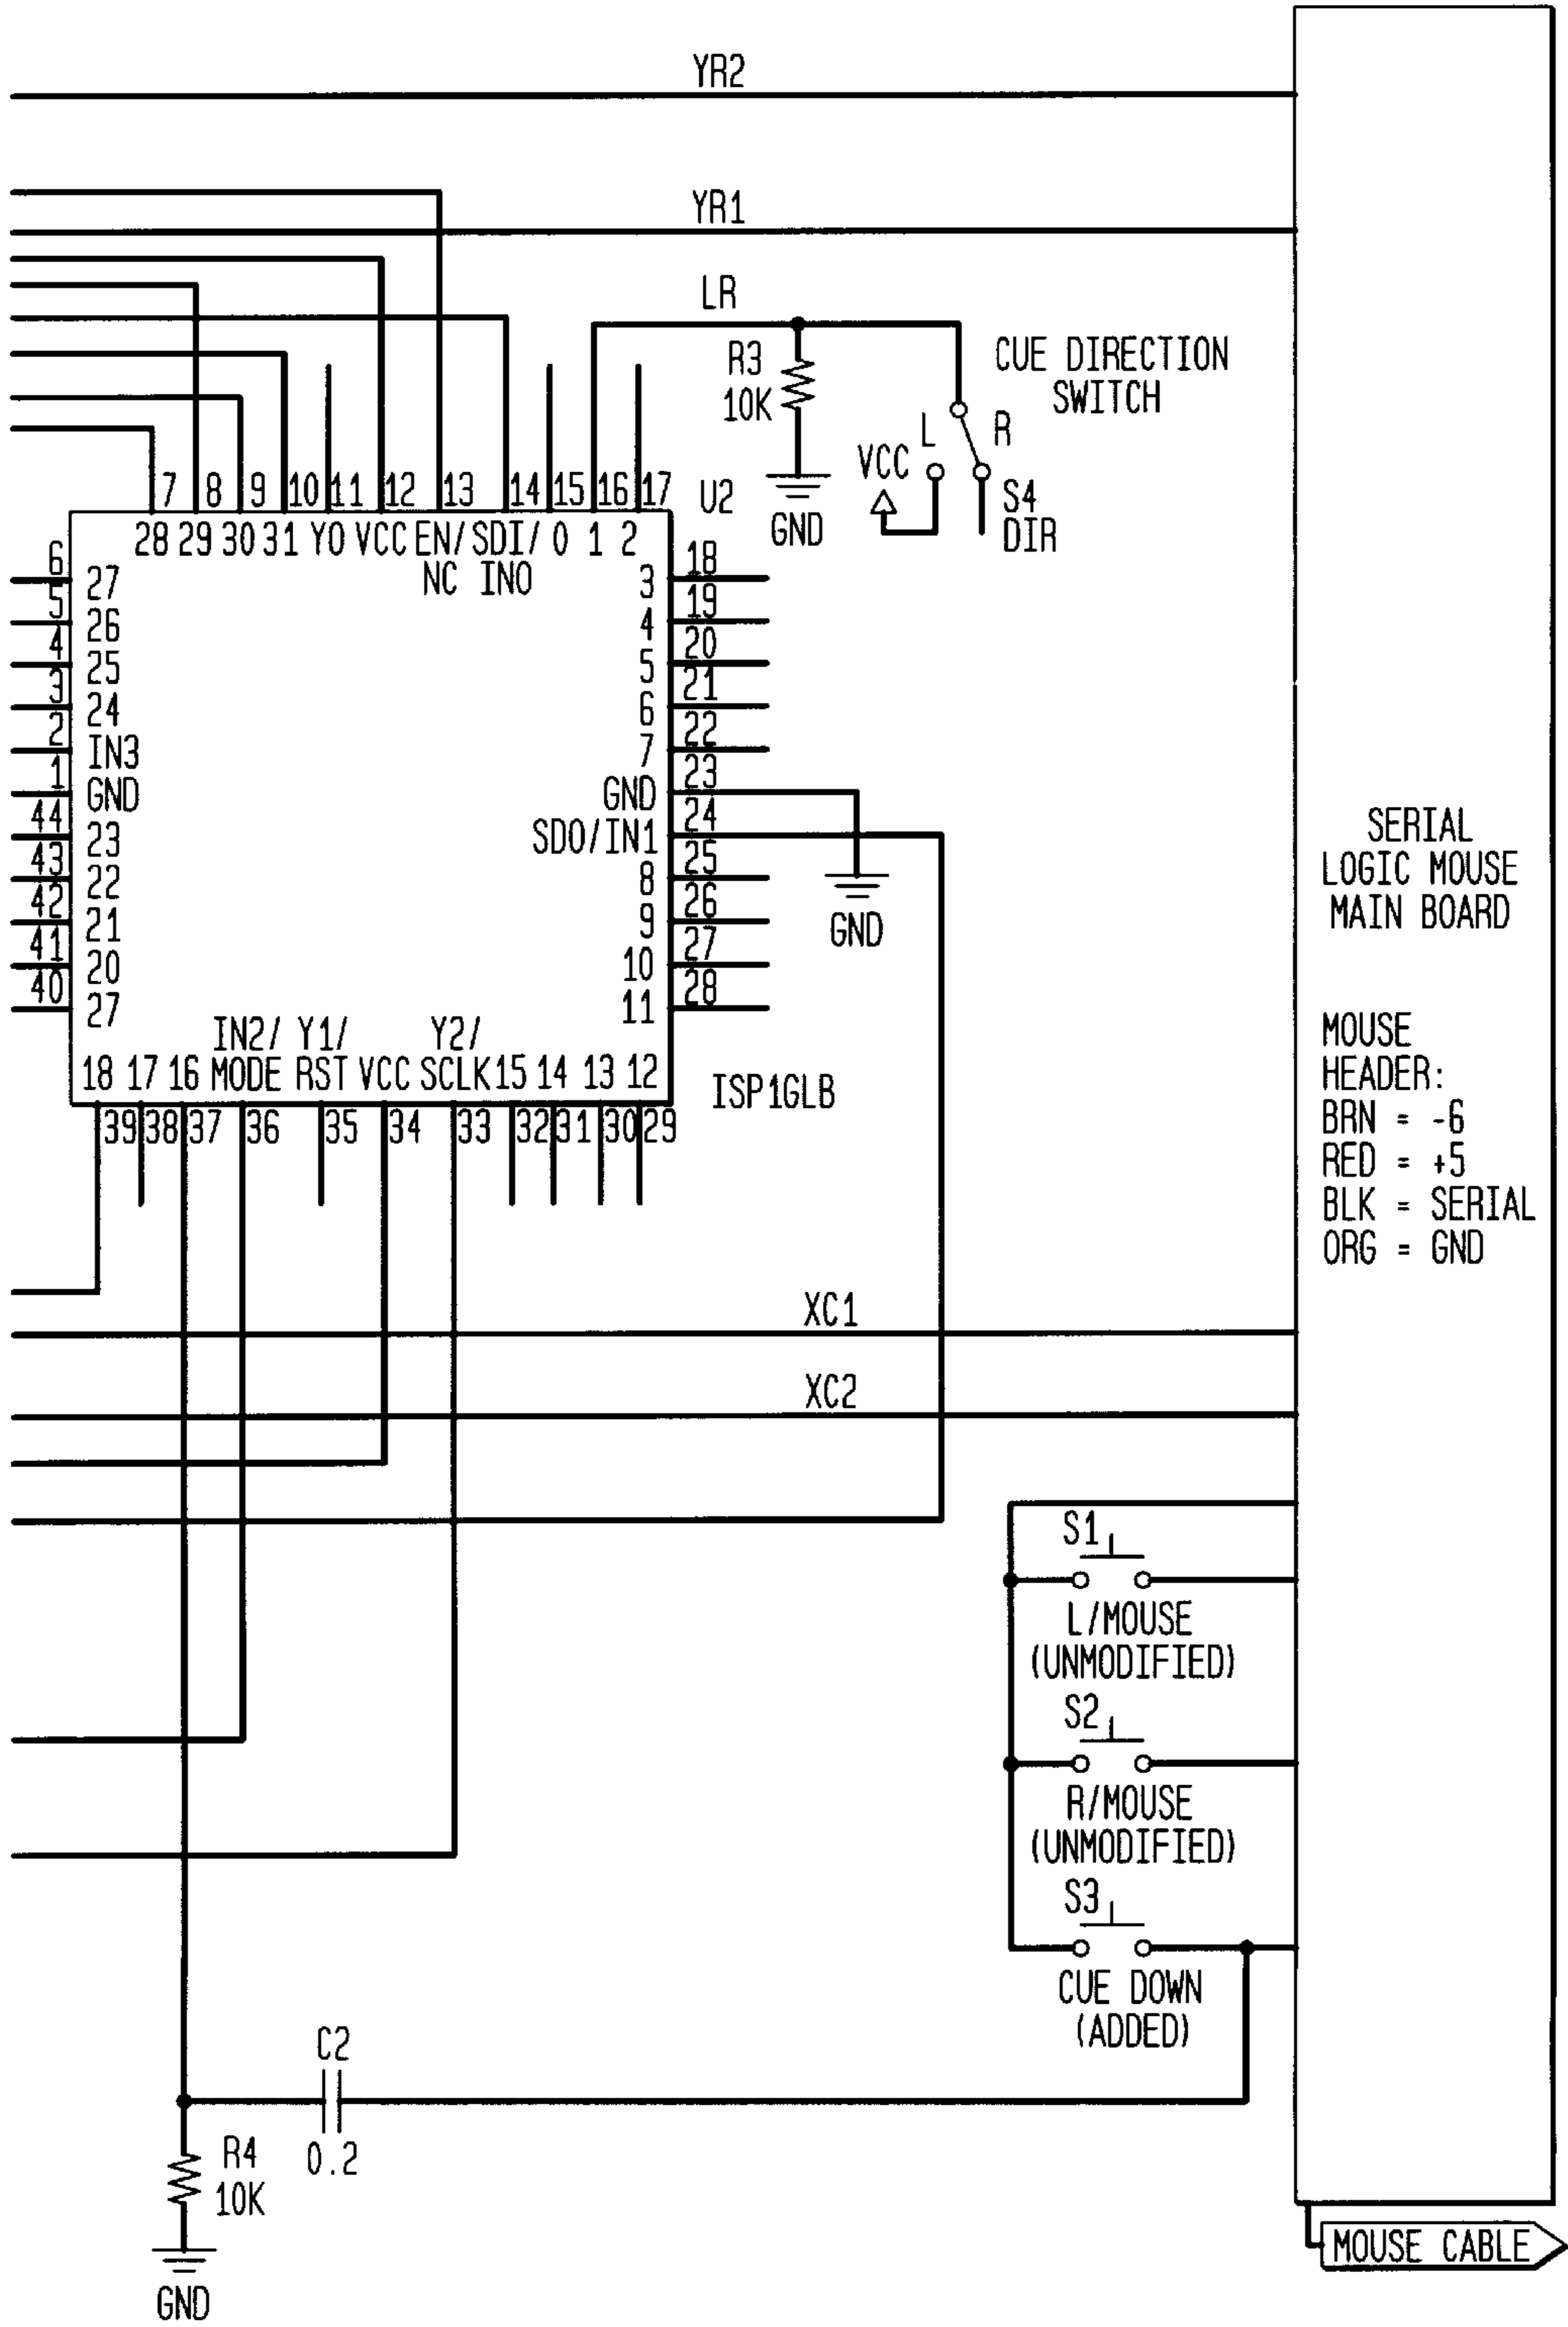 YR2
YR1
LR
R3
10K
CUE DIRECTION
SWITCH
L
R
VCC
S4
DIR
GND
U2
7 8 9 10 11 12 13 14 15 16 17
28 29 30 31 Y0 VCC EN/ SDI/ 0 1 2
NC IN0
6 27
5 26
4 25
3 24
2 IN3
1 GND
44 23
43 22
42 21
41 20
40 27
3 18
4 19
5 20
6 21
7 22
GND 23
SDO/IN1 24
8 25
9 26
10 27
11 28
GND
IN2/ Y1/ Y2/
18 17 16 MODE RST VCC SCLK 15 14 13 12
39 38 37 36 35 34 33 32 31 30 29
ISP1GLB
SERIAL
LOGIC MOUSE
MAIN BOARD
MOUSE
HEADER:
BRN = -6
RED = +5
BLK = SERIAL
ORG = GND
XC1
XC2
S1
L/MOUSE
(UNMODIFIED)
S2
R/MOUSE
(UNMODIFIED)
S3
CUE DOWN
(ADDED)
C2
0.2
R4
10K
GND
MOUSE CABLE